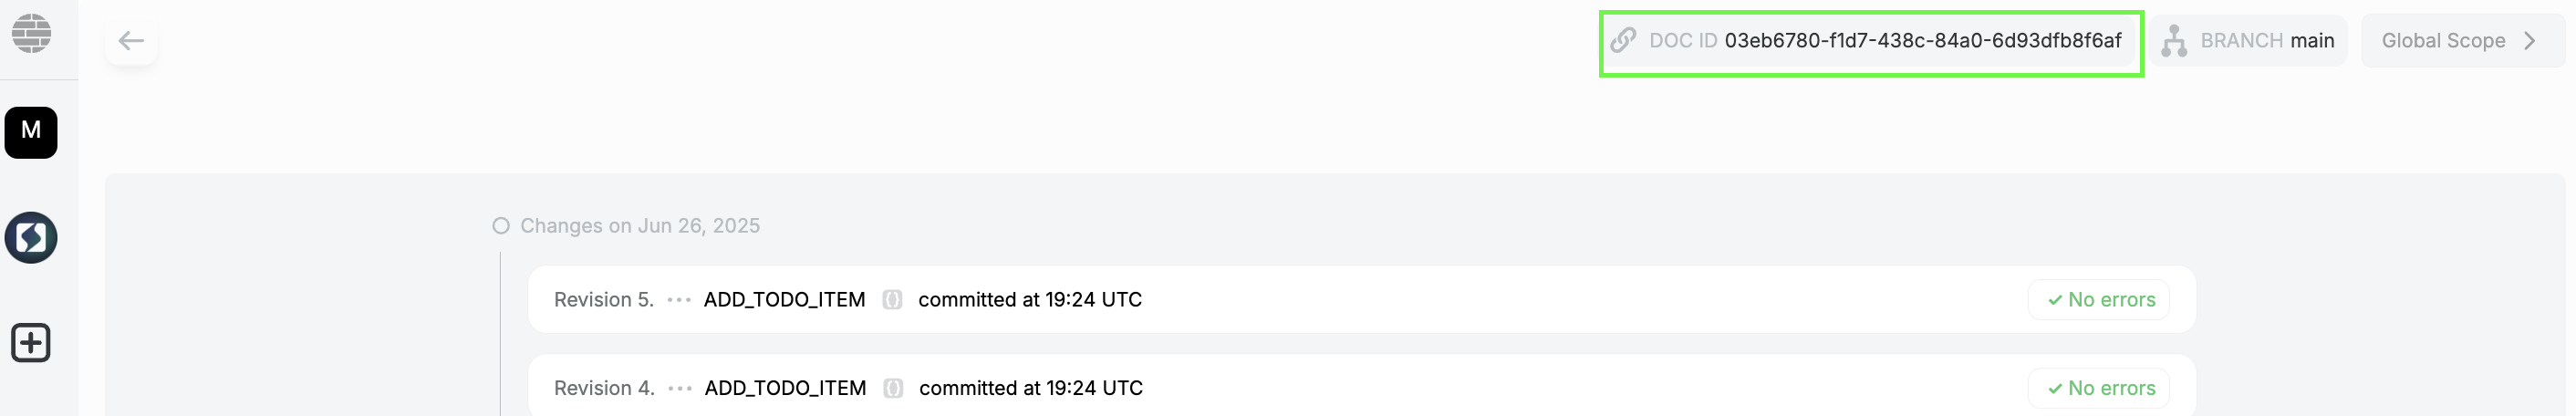 DOC ID 03eb6780-f1d7-438c-84a0-6d93dfb8f6af BRANCH main Global Scope
M
Changes on Jun 26, 2025
Revision 5. ADD_TODO_ITEM committed at 19:24 UTC No errors
Revision 4. ADD_TODO_ITEM committed at 19:24 UTC No errors